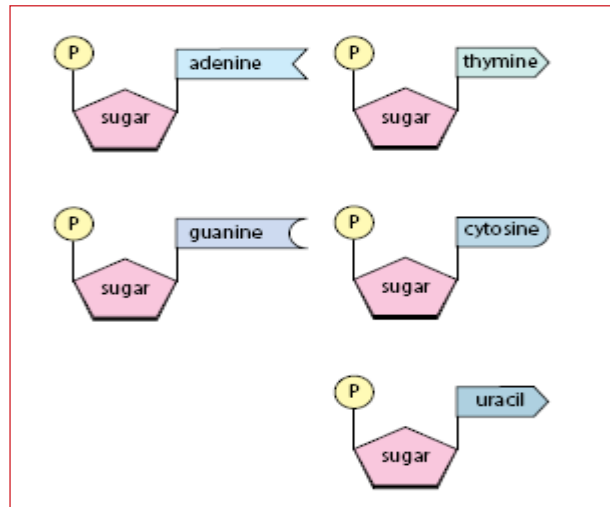 P adenine P thymine
sugar sugar
P guanine P cytosine
sugar sugar
P uracil
sugar